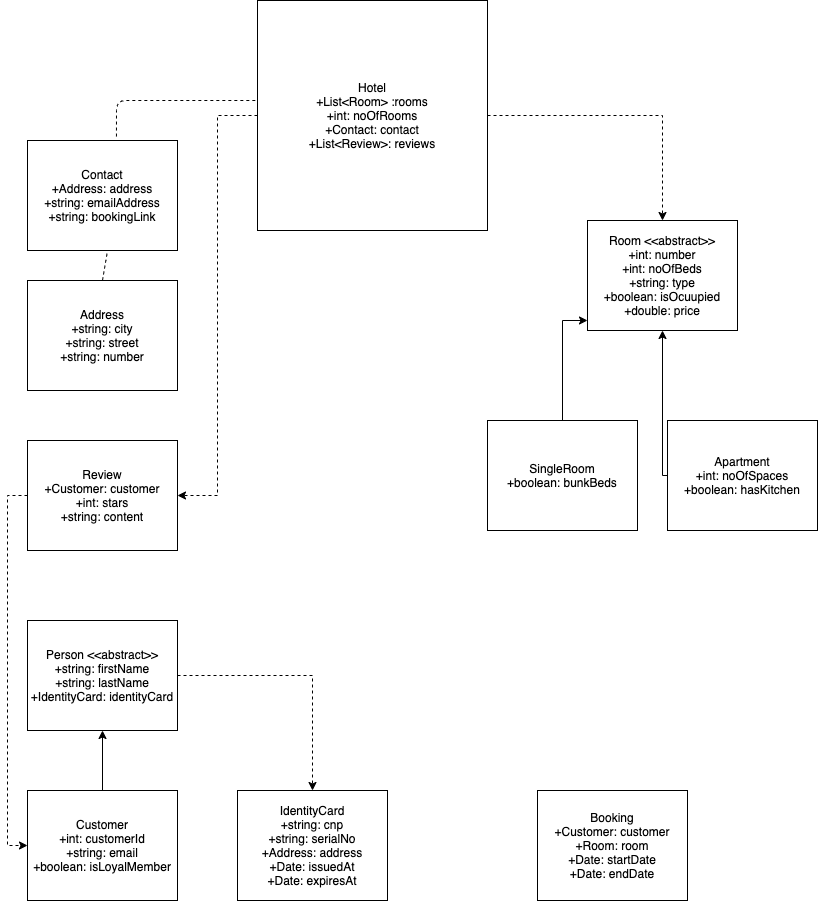 Hotel
+List<Room> :rooms
+int: noOfRooms
+Contact: contact
+List<Review>: reviews
Contact
+Address: address
+string: emailAddress
+string: bookingLink
Room <<abstract>>
+int: number
+int: noOfBeds
+string: type
+boolean: isOcuupied
+double: price
Address
+string: city
+string: street
+string: number
Review
+Customer: customer
+int: stars
+string: content
SingleRoom
+boolean: bunkBeds
Apartment
+int: noOfSpaces
+boolean: hasKitchen
Person <<abstract>>
+string: firstName
+string: lastName
+IdentityCard: identityCard
Customer
+int: customerId
+string: email
+boolean: isLoyalMember
IdentityCard
+string: cnp
+string: serialNo
+Address: address
+Date: issuedAt
+Date: expiresAt
Booking
+Customer: customer
+Room: room
+Date: startDate
+Date: endDate